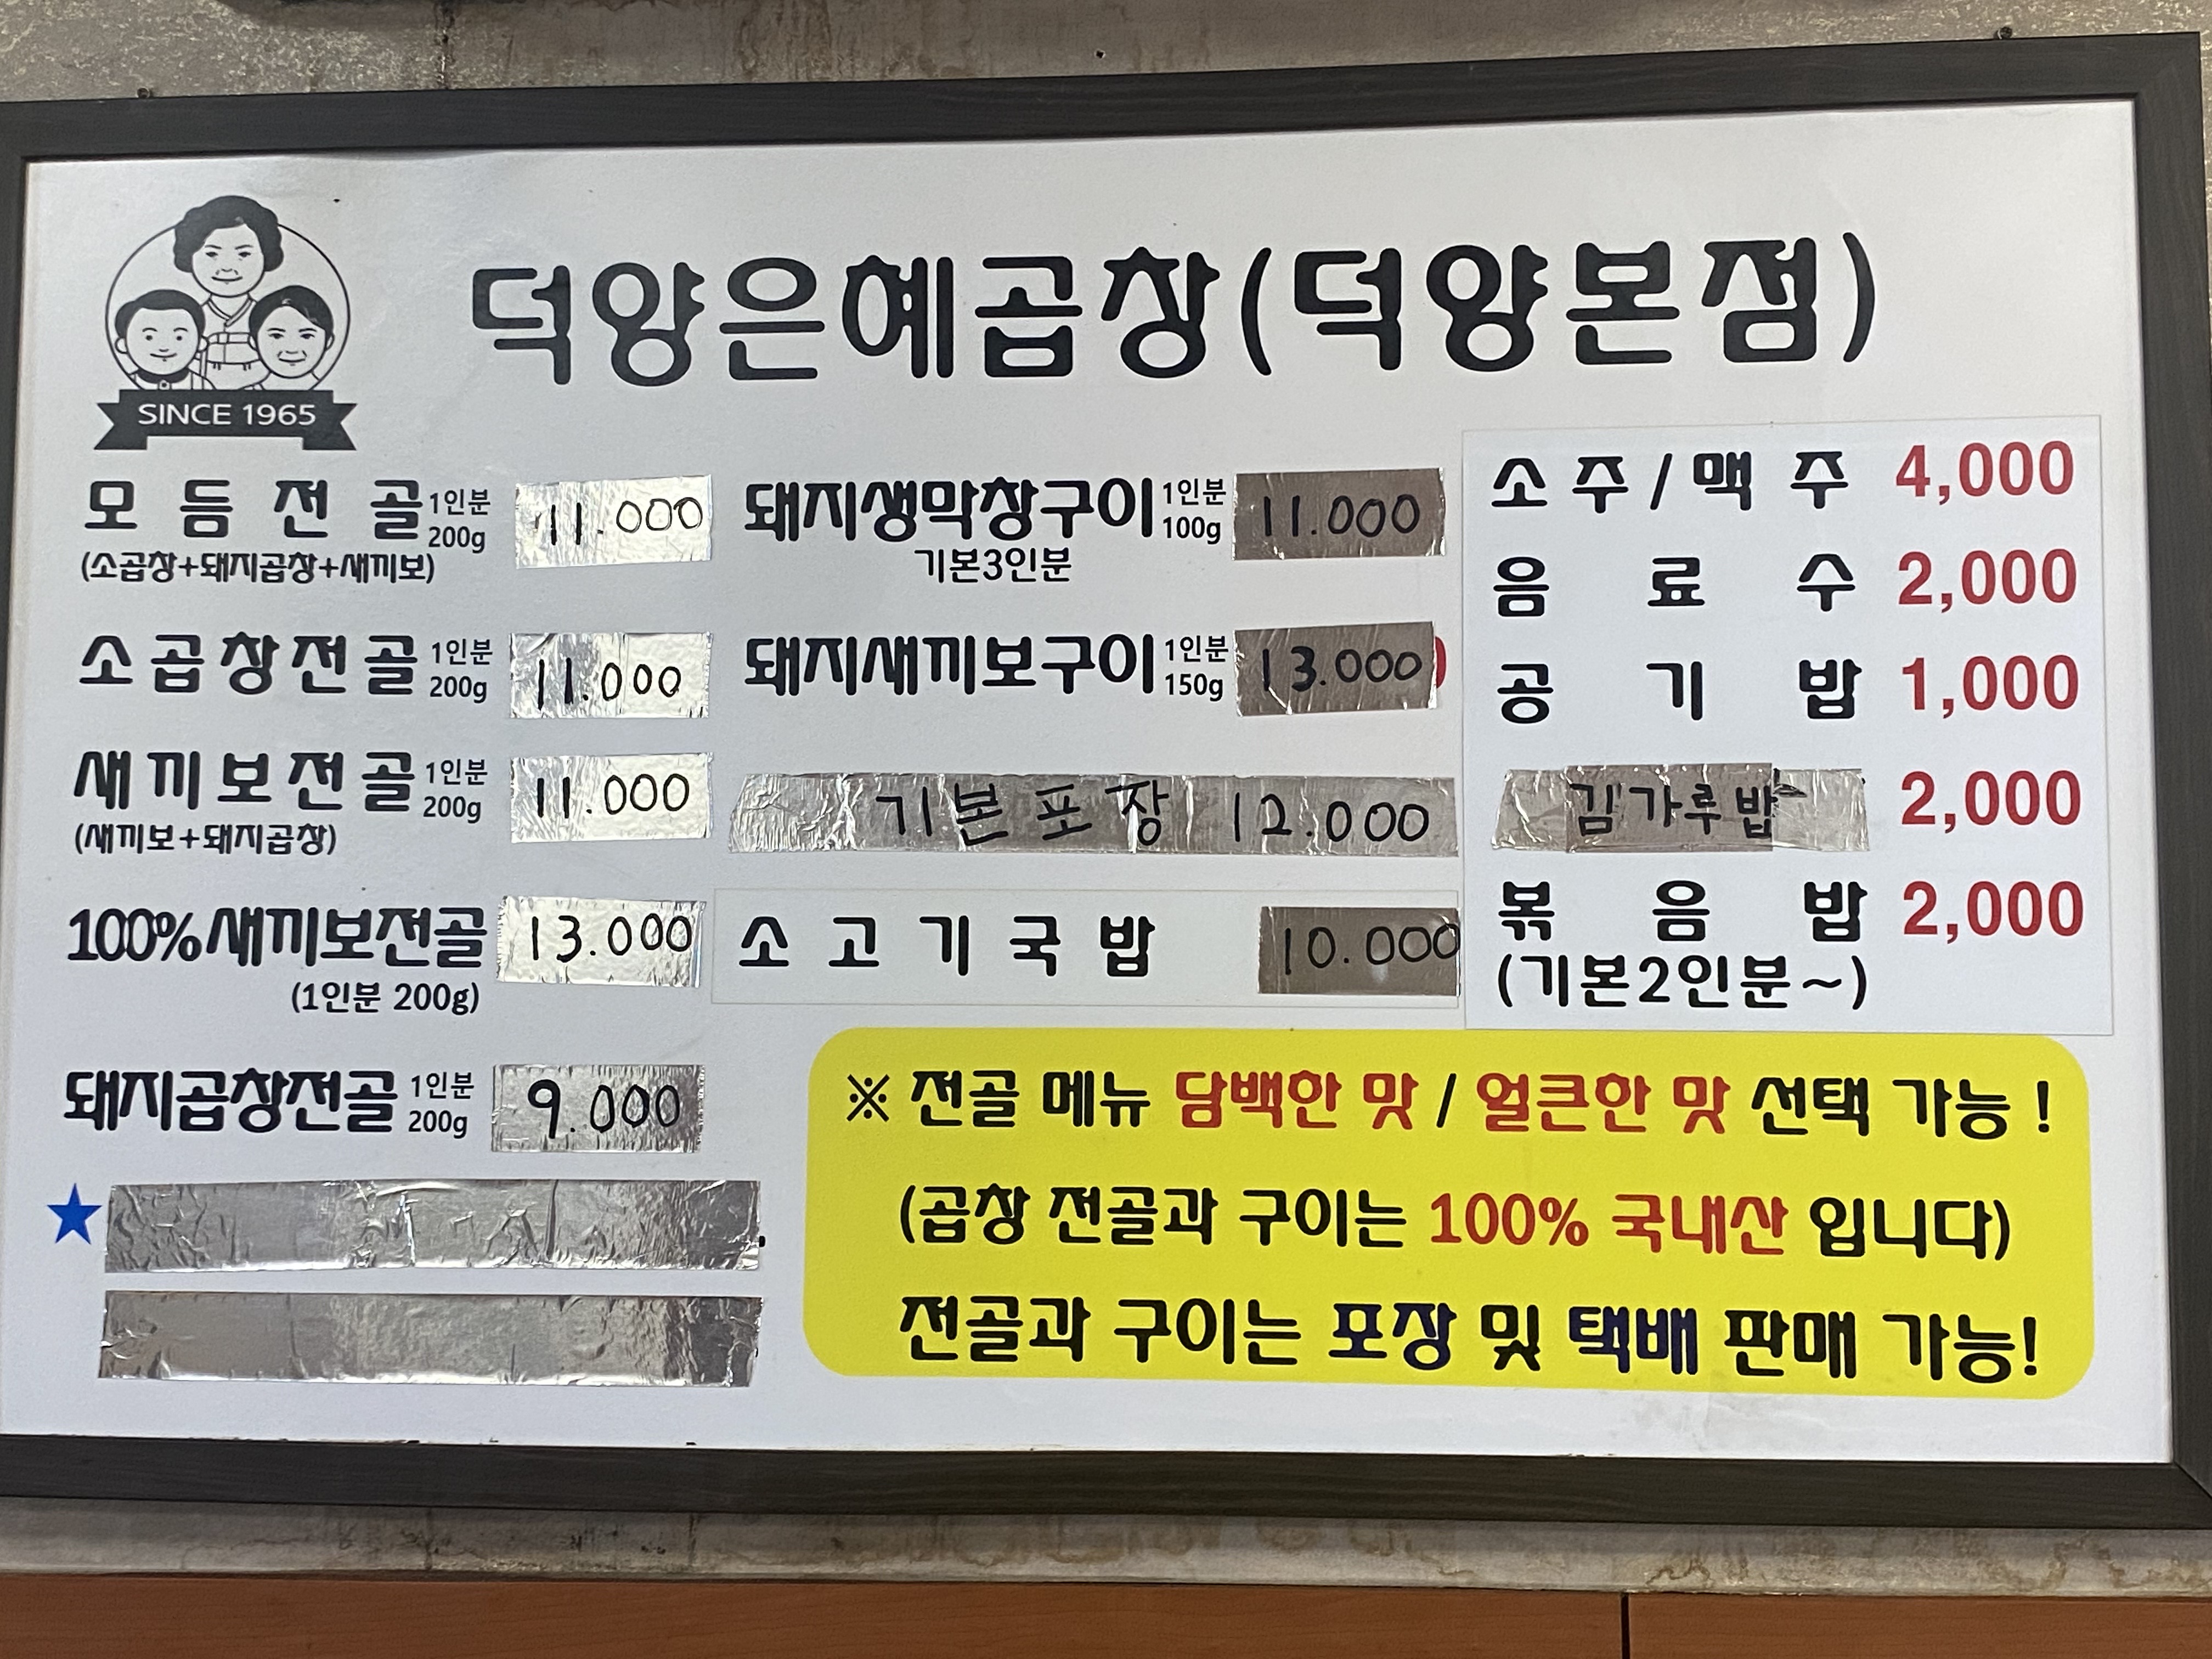 덕양은혜곱창(덕양본점)
SINCE 1965
모듬전골 1인분 200g 11.000
(소곱창+돼지곱창+새끼보)
소곱창전골 1인분 200g 11.000
새끼보전골 1인분 200g 11.000
(새끼보+돼지곱창)
100%새끼보전골 13.000
(1인분 200g)
돼지곱창전골 1인분 200g 9.000
돼지생막창구이 1인분 100g 11.000
기본3인분
돼지새끼보구이 1인분 150g 13.000
기본포장 12.000
소고기국밥 10.000
소주/맥주 4,000
음료수 2,000
공기밥 1,000
김가루밥 2,000
볶음밥 2,000
(기본2인분~)
※ 전골 메뉴 담백한 맛 / 얼큰한 맛 선택 가능 !
(곱창 전골과 구이는 100% 국내산 입니다)
전골과 구이는 포장 및 택배 판매 가능!